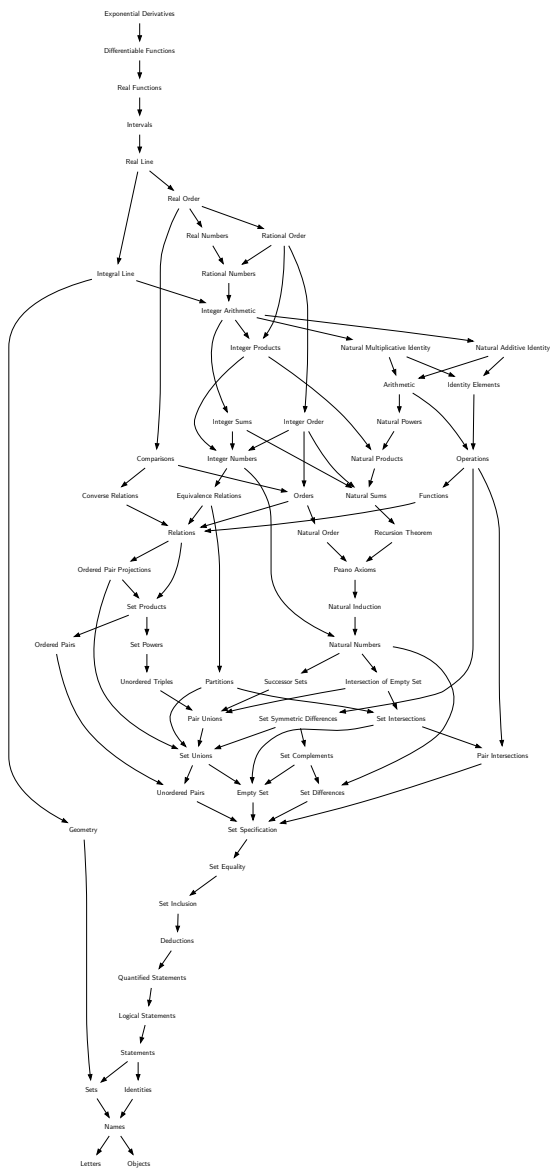 Exponential Derivatives
Differentiable Functions
Real Functions
Intervals
Real Line
Real Order
Real Numbers
Rational Order
Integral Line
Rational Numbers
Integer Arithmetic
Integer Products
Natural Multiplicative Identity
Natural Additive Identity
Arithmetic
Identity Elements
Integer Sums
Integer Order
Natural Powers
Comparisons
Integer Numbers
Natural Products
Operations
Converse Relations
Equivalence Relations
Orders
Natural Sums
Functions
Relations
Natural Order
Recursion Theorem
Ordered Pair Projections
Peano Axioms
Set Products
Natural Induction
Ordered Pairs
Set Powers
Natural Numbers
Unordered Triples
Partitions
Successor Sets
Intersection of Empty Set
Pair Unions
Set Symmetric Differences
Set Intersections
Set Unions
Set Complements
Pair Intersections
Unordered Pairs
Empty Set
Set Differences
Geometry
Set Specification
Set Equality
Set Inclusion
Deductions
Quantified Statements
Logical Statements
Statements
Sets
Identities
Names
Letters
Objects